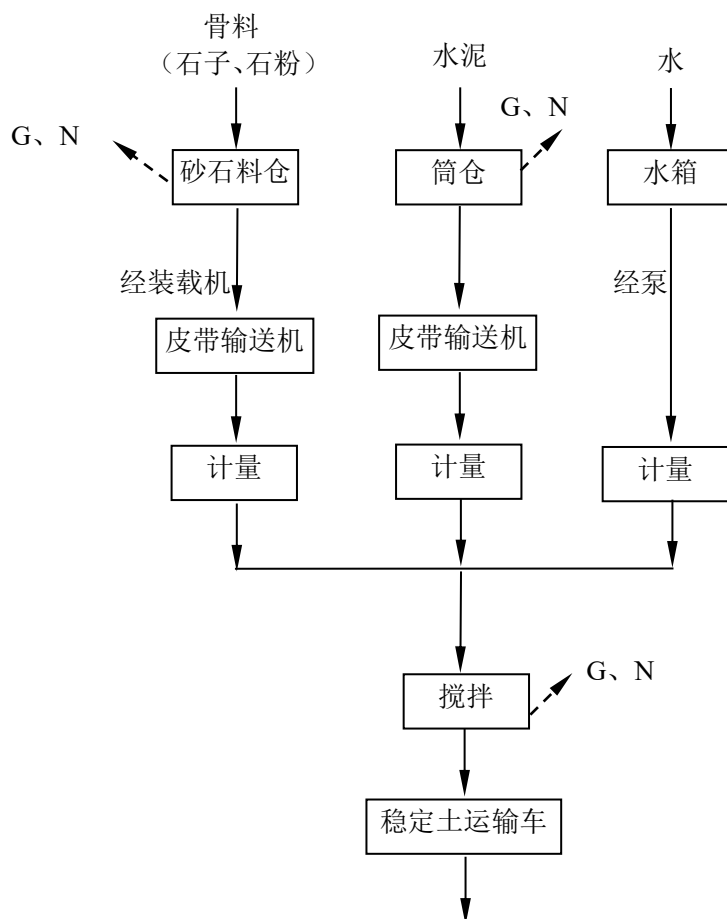 骨料
（石子、石粉）
水泥
水
G、N
G、N
砂石料仓
筒仓
水箱
经装载机
经泵
皮带输送机
皮带输送机
计量
计量
计量
G、N
搅拌
稳定土运输车